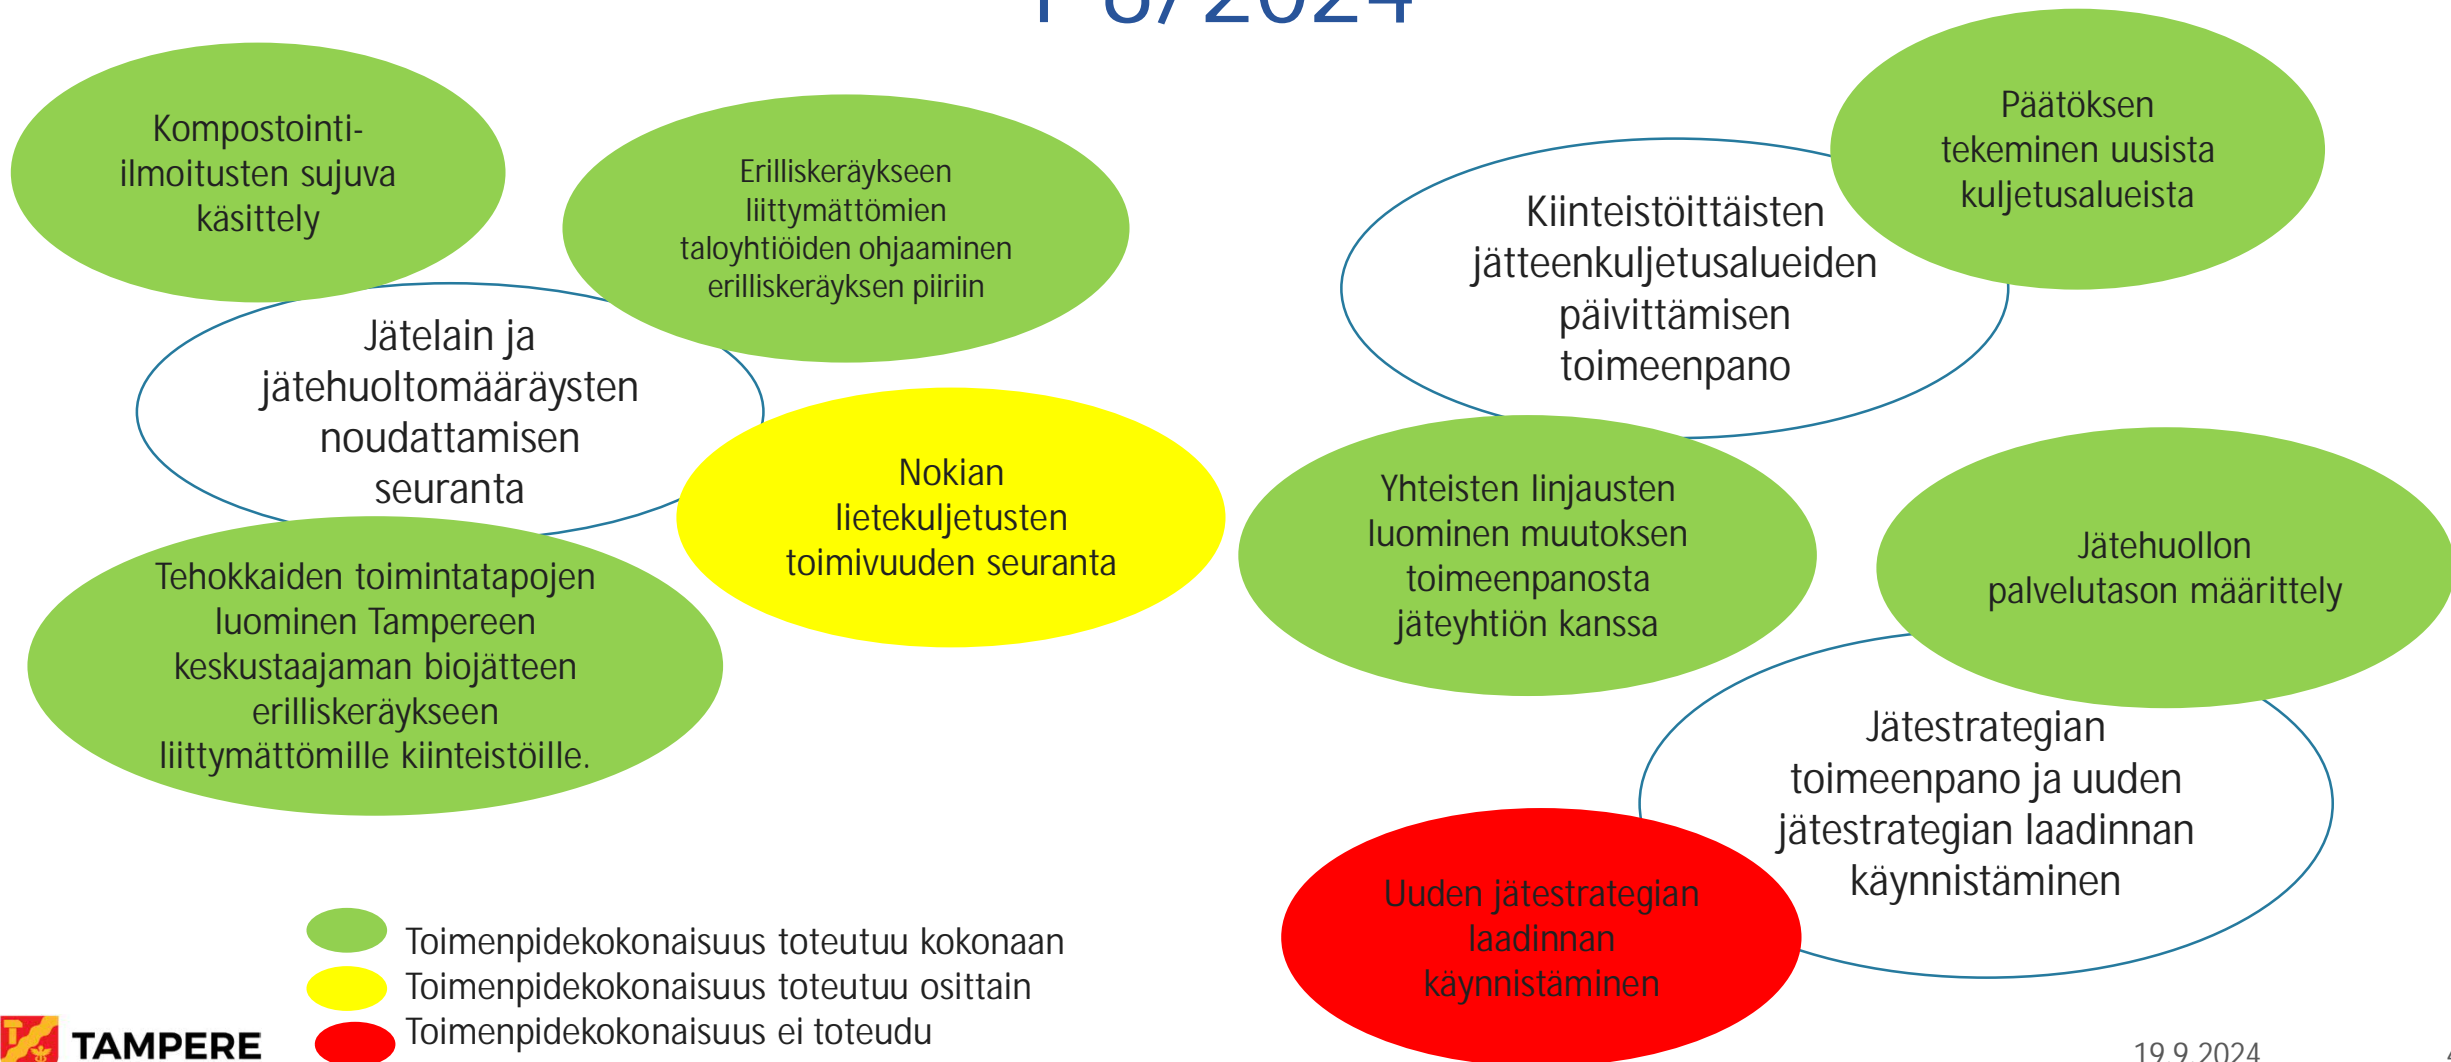 Kompostointi-
ilmoitusten sujuva
käsittely
Erilliskeräykseen
liittymättömien
taloyhtiöiden ohjaaminen
erilliskeräyksen piiriin
Jätelain ja
jätehuoltomääräysten
noudattamisen
seuranta
Nokian
lietekuljetusten
toimivuuden seuranta
Tehokkaiden toimintatapojen
luominen Tampereen
keskustaajaman biojätteen
erilliskeräykseen
liittymättömille kiinteistöille.
Päätöksen
tekeminen uusista
kuljetusalueista
Kiinteistöittäisten
jätteenkuljetusalueiden
päivittämisen
toimeenpano
Yhteisten linjausten
luominen muutoksen
toimeenpanosta
jäteyhtiön kanssa
Jätehuollon
palvelutason määrittely
Jätestrategian
toimeenpano ja uuden
jätestrategian laadinnan
käynnistäminen
Uuden jätestrategian
laadinnan
käynnistäminen
Toimenpidekokonaisuus toteutuu kokonaan
Toimenpidekokonaisuus toteutuu osittain
Toimenpidekokonaisuus ei toteudu
TAMPERE
19.9.2024